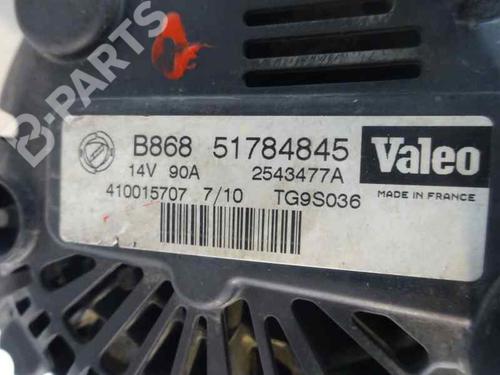 B-PARTS
B868 51784845
14V 90A 2543477A
410015707 7/10 TG9S036
Valeo
MADE IN FRANCE